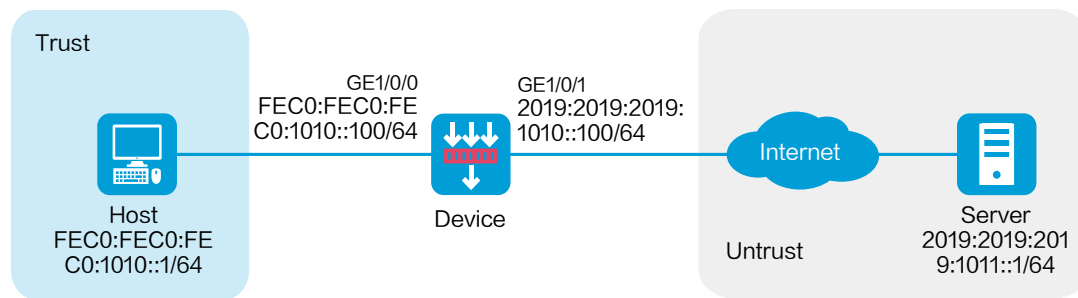 Trust
GE1/0/0
FEC0:FEC0:FE
C0:1010::100/64
GE1/0/1
2019:2019:2019:
1010::100/64
Internet
Host
FEC0:FEC0:FE
C0:1010::1/64
Device
Untrust
Server
2019:2019:201
9:1011::1/64